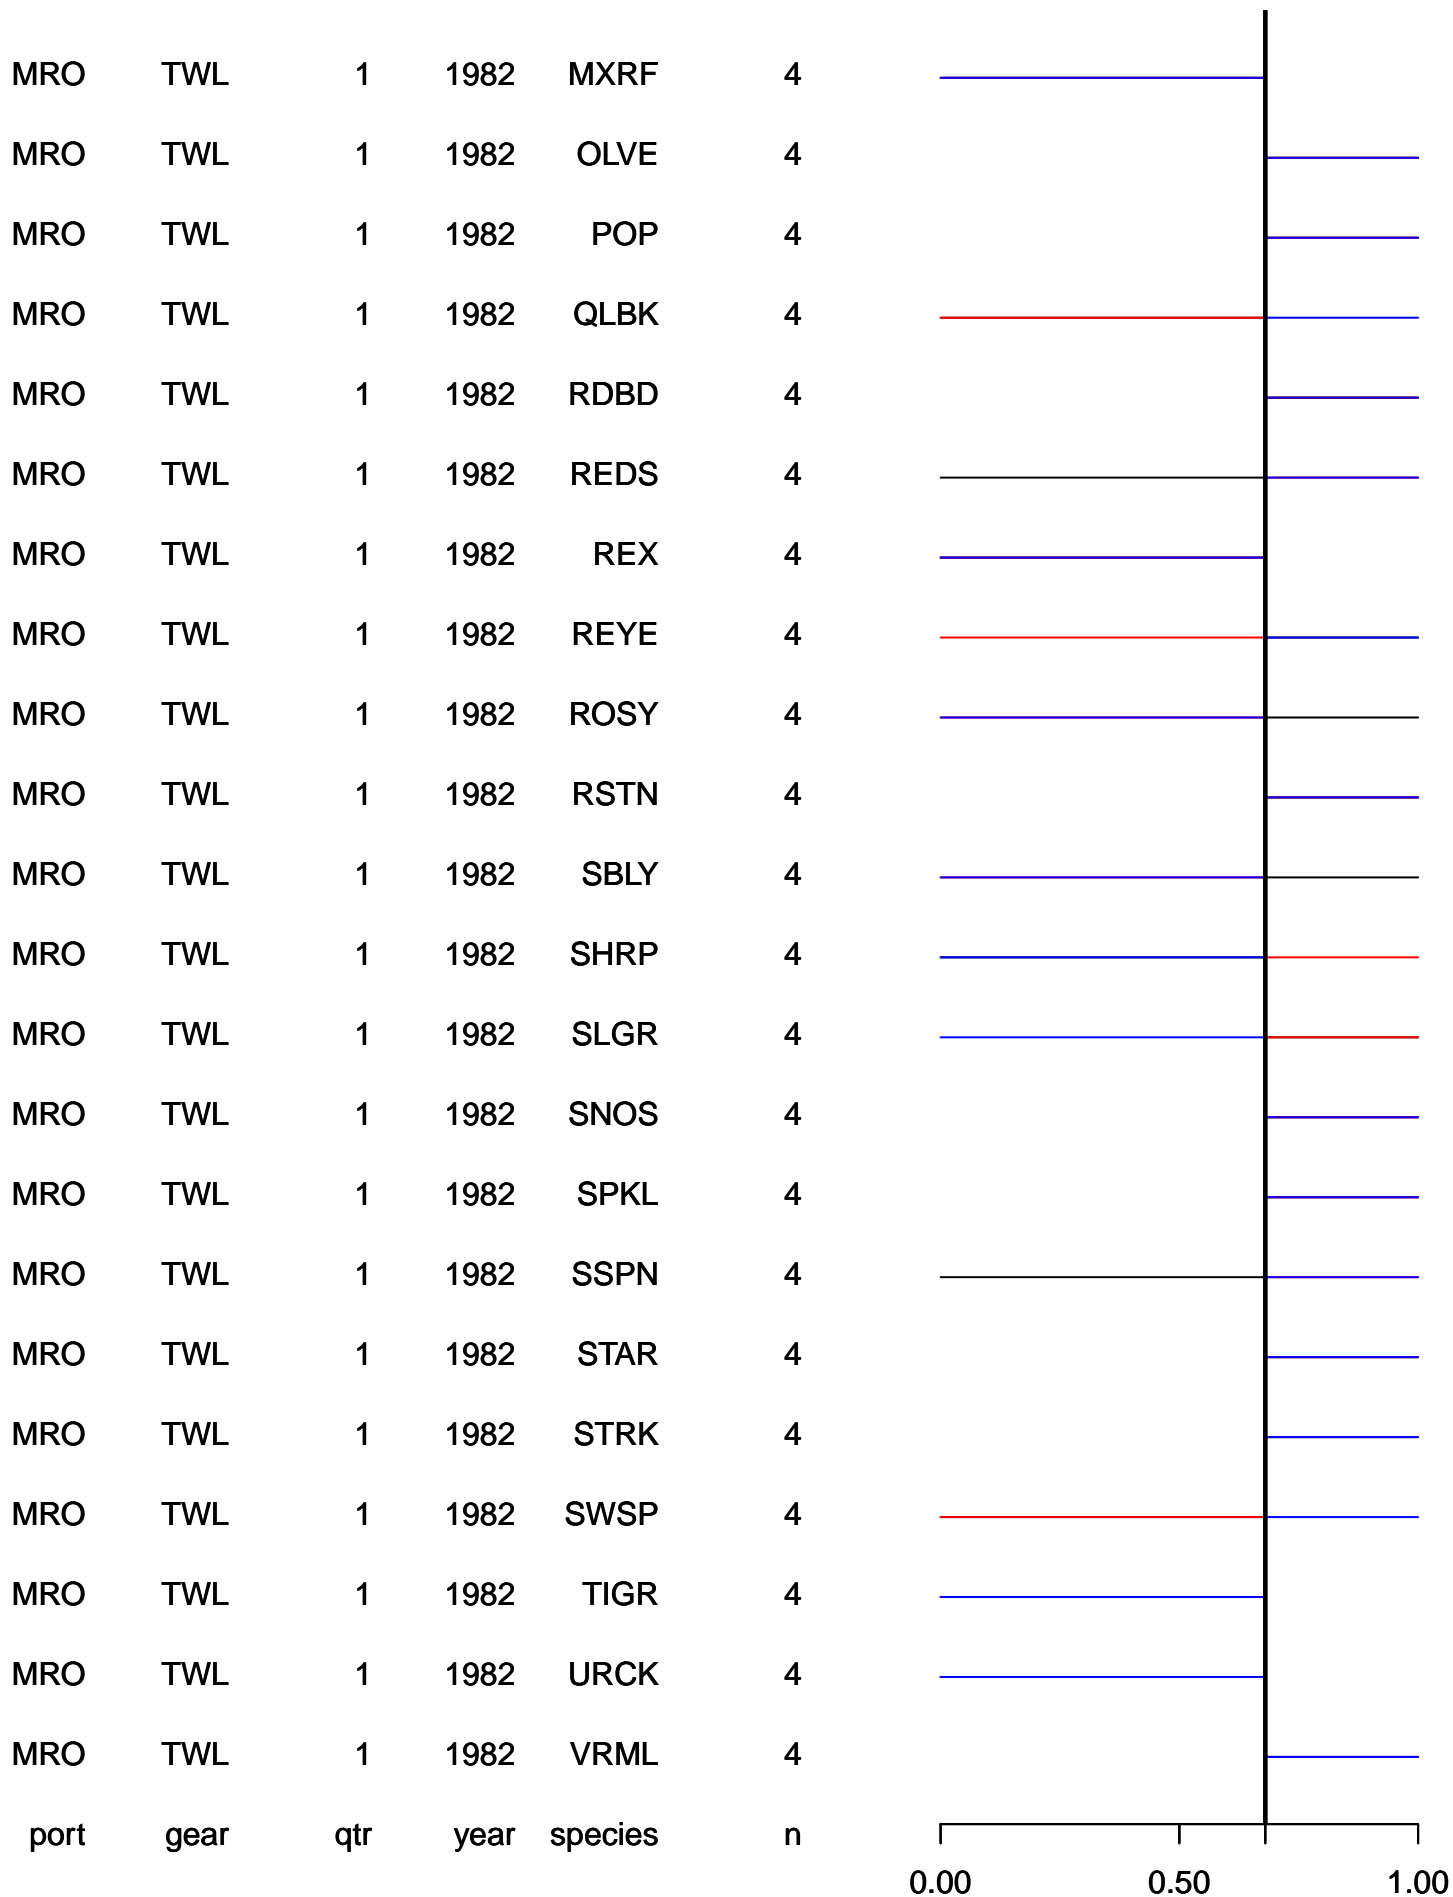 MRO TWL 1 1982 MXRF 4
MRO TWL 1 1982 OLVE 4
MRO TWL 1 1982 POP 4
MRO TWL 1 1982 QLBK 4
MRO TWL 1 1982 RDBD 4
MRO TWL 1 1982 REDS 4
MRO TWL 1 1982 REX 4
MRO TWL 1 1982 REYE 4
MRO TWL 1 1982 ROSY 4
MRO TWL 1 1982 RSTN 4
MRO TWL 1 1982 SBLY 4
MRO TWL 1 1982 SHRP 4
MRO TWL 1 1982 SLGR 4
MRO TWL 1 1982 SNOS 4
MRO TWL 1 1982 SPKL 4
MRO TWL 1 1982 SSPN 4
MRO TWL 1 1982 STAR 4
MRO TWL 1 1982 STRK 4
MRO TWL 1 1982 SWSP 4
MRO TWL 1 1982 TIGR 4
MRO TWL 1 1982 URCK 4
MRO TWL 1 1982 VRML 4
port gear qtr year species n
0.00 0.50 1.00